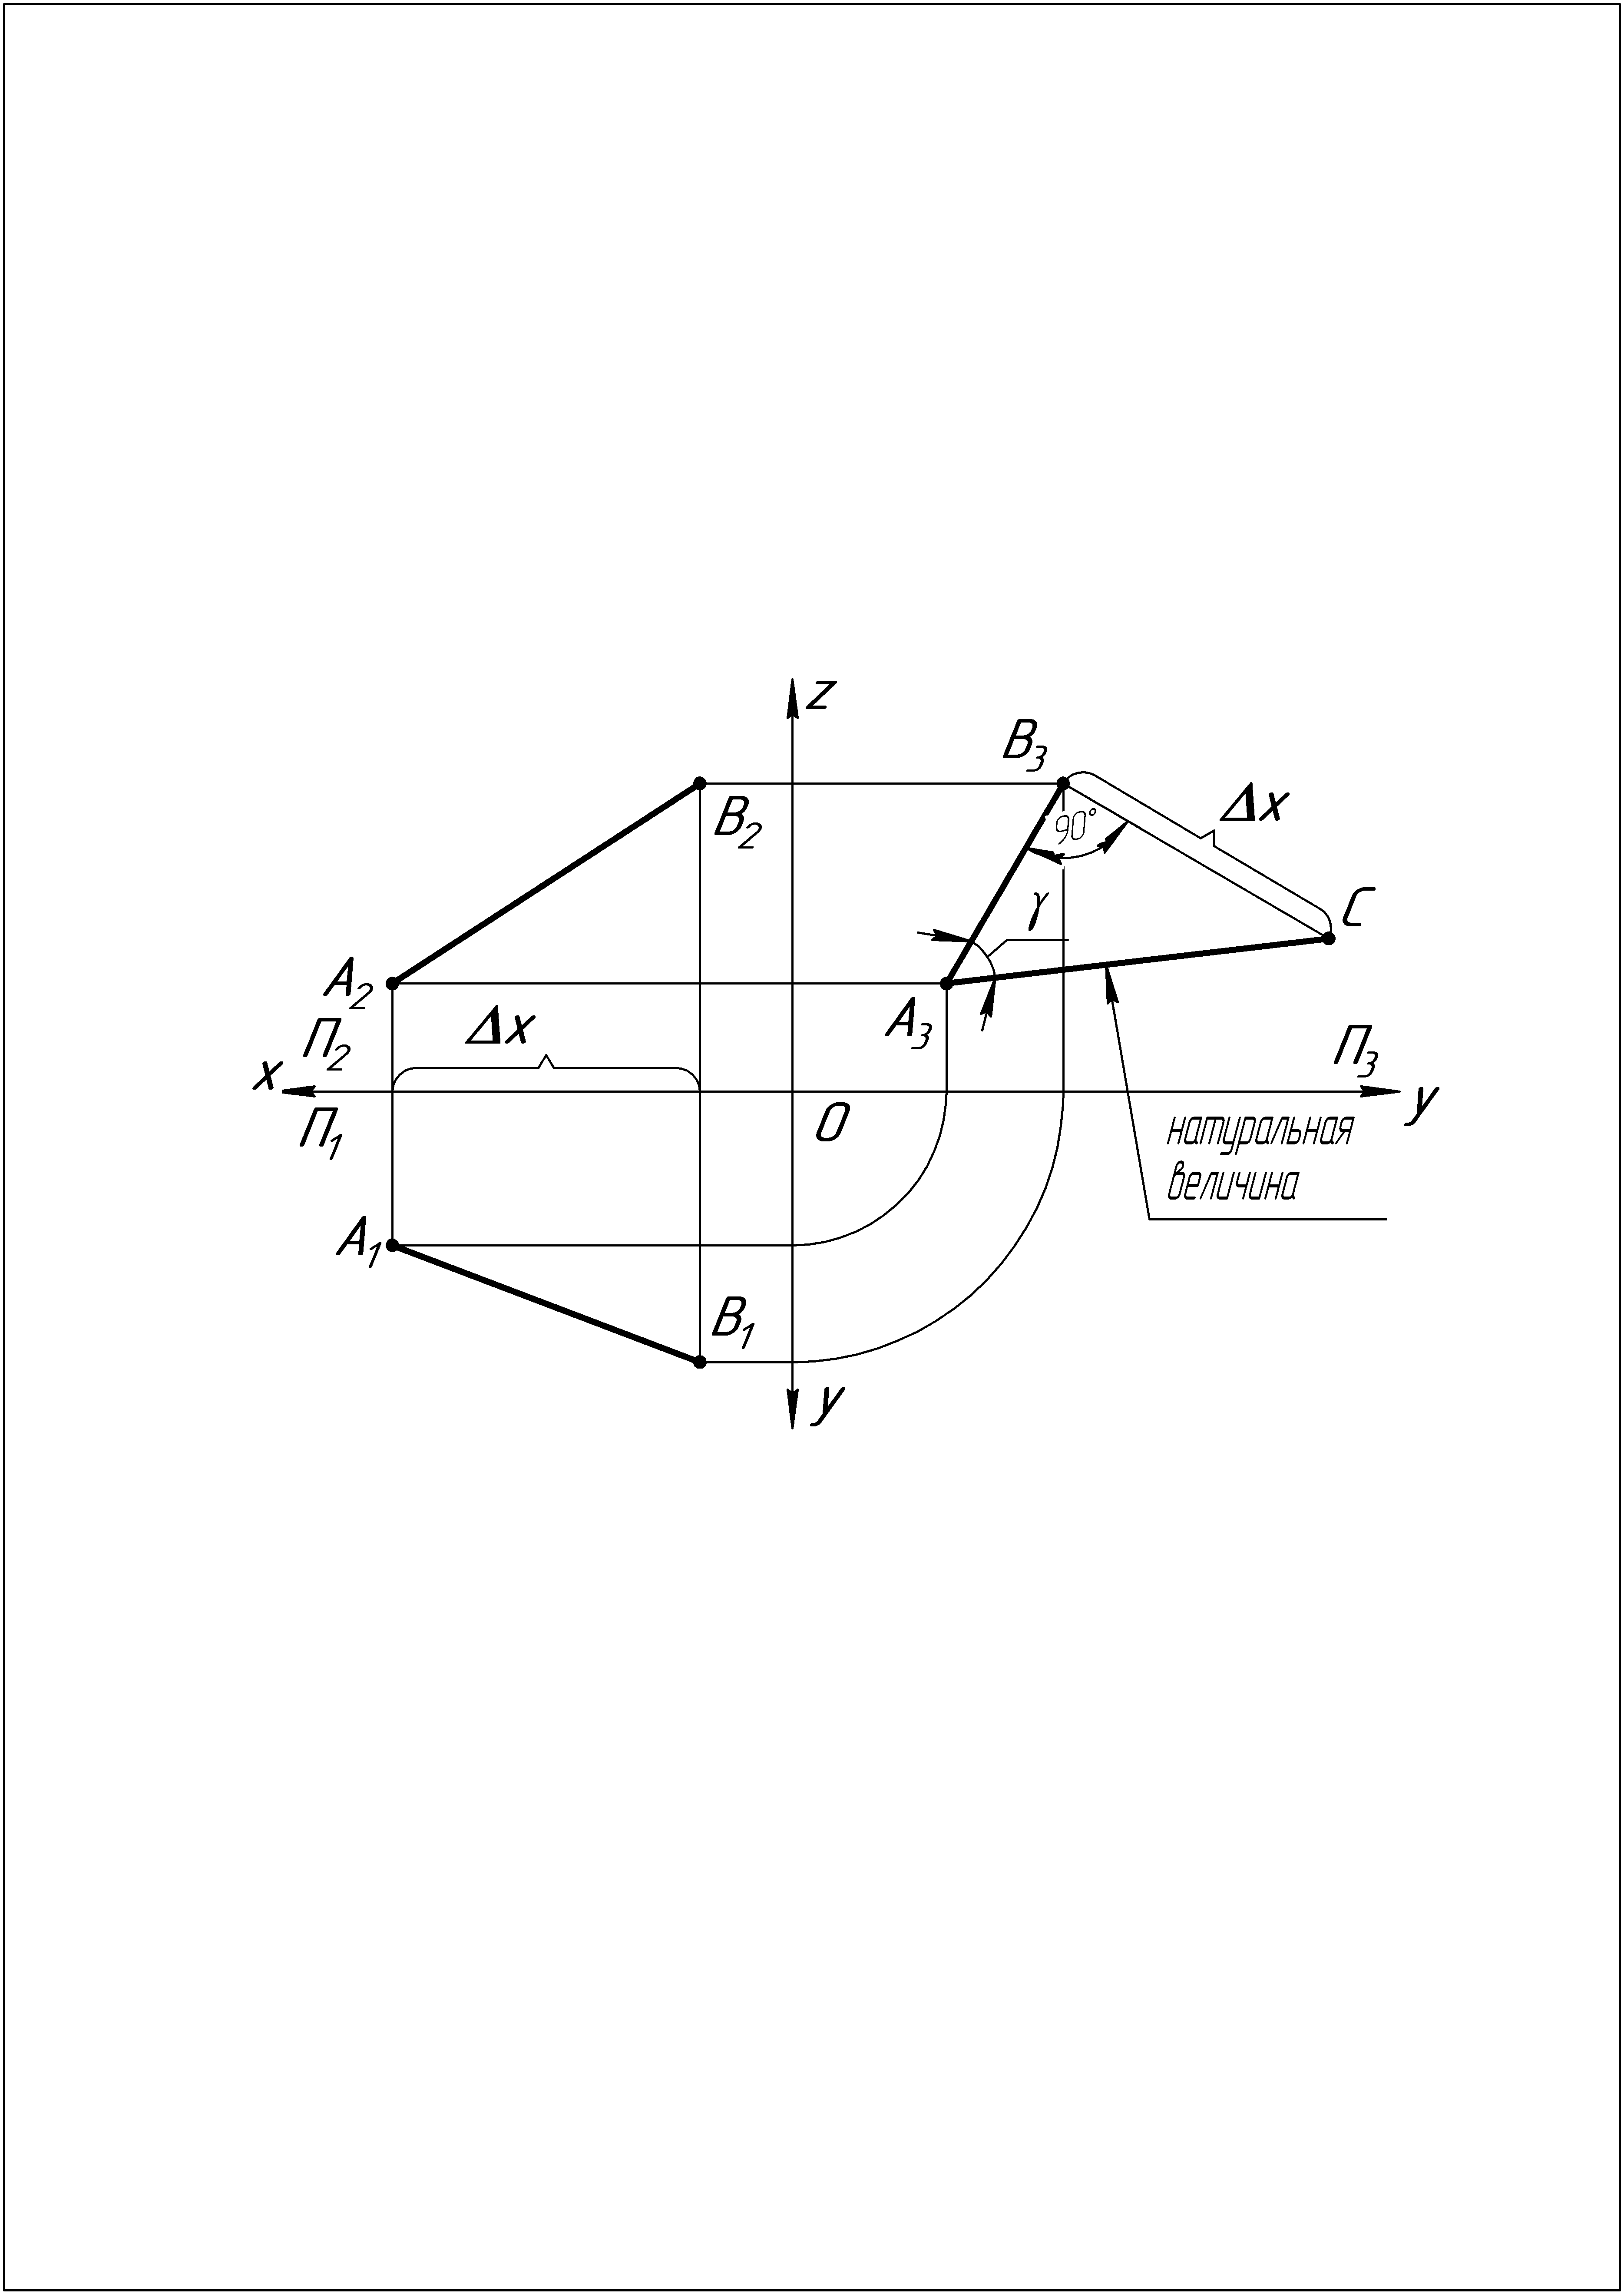 z
B₃
Δx
B₂
90°
C
γ
A₂
A₃
Δx
П₂
П₃
x
y
П₁
O
натуральная
величина
A₁
B₁
y